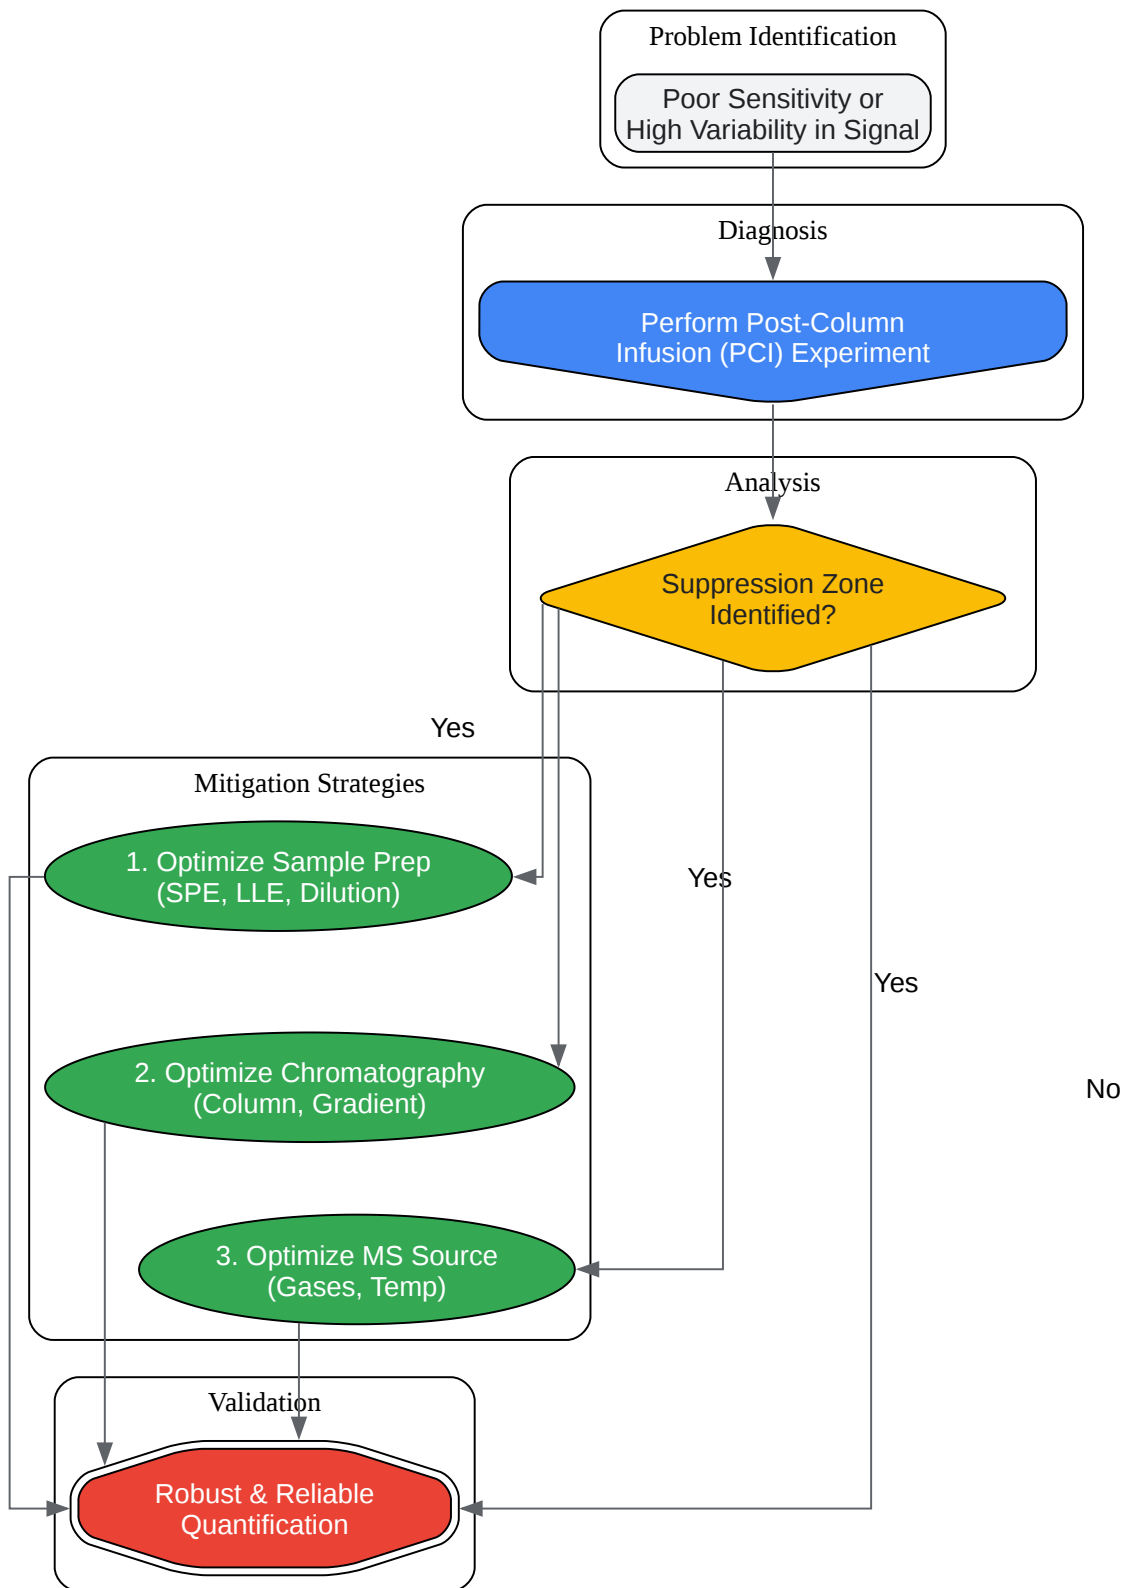 Problem Identification
Poor Sensitivity or
High Variability in Signal
Diagnosis
Perform Post-Column
Infusion (PCI) Experiment
Analysis
Suppression Zone
Identified?
Yes
Mitigation Strategies
1. Optimize Sample Prep
(SPE, LLE, Dilution)
Yes
Yes
2. Optimize Chromatography
(Column, Gradient)
No
3. Optimize MS Source
(Gases, Temp)
Validation
Robust & Reliable
Quantification